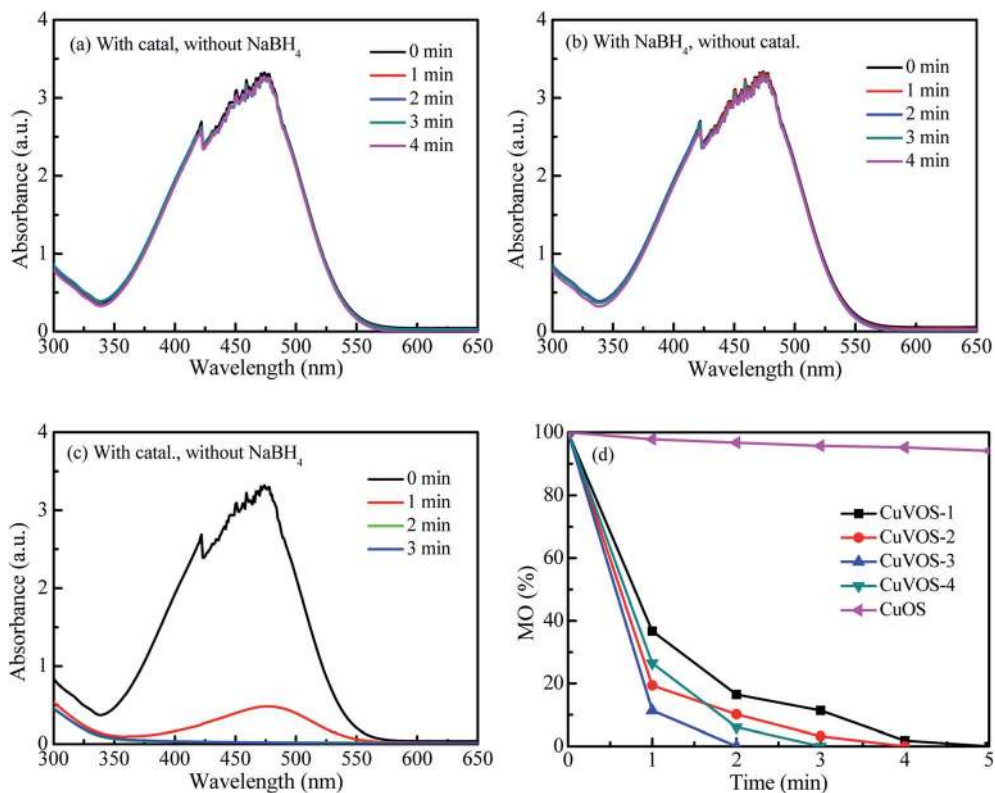 (a) With catal, without NaBH4
0 min
1 min
2 min
3 min
4 min
Absorbance (a.u.)
4
3
2
1
0
300 350 400 450 500 550 600 650
Wavelength (nm)
(b) With NaBH4, without catal.
0 min
1 min
2 min
3 min
4 min
Absorbance (a.u.)
4
3
2
1
0
300 350 400 450 500 550 600 650
Wavelength (nm)
(c) With catal., without NaBH4
0 min
1 min
2 min
3 min
Absorbance (a.u.)
4
3
2
1
0
300 350 400 450 500 550 600 650
Wavelength (nm)
(d)
CuVOS-1
CuVOS-2
CuVOS-3
CuVOS-4
CuOS
MO (%)
100
80
60
40
20
0
0 1 2 3 4 5
Time (min)